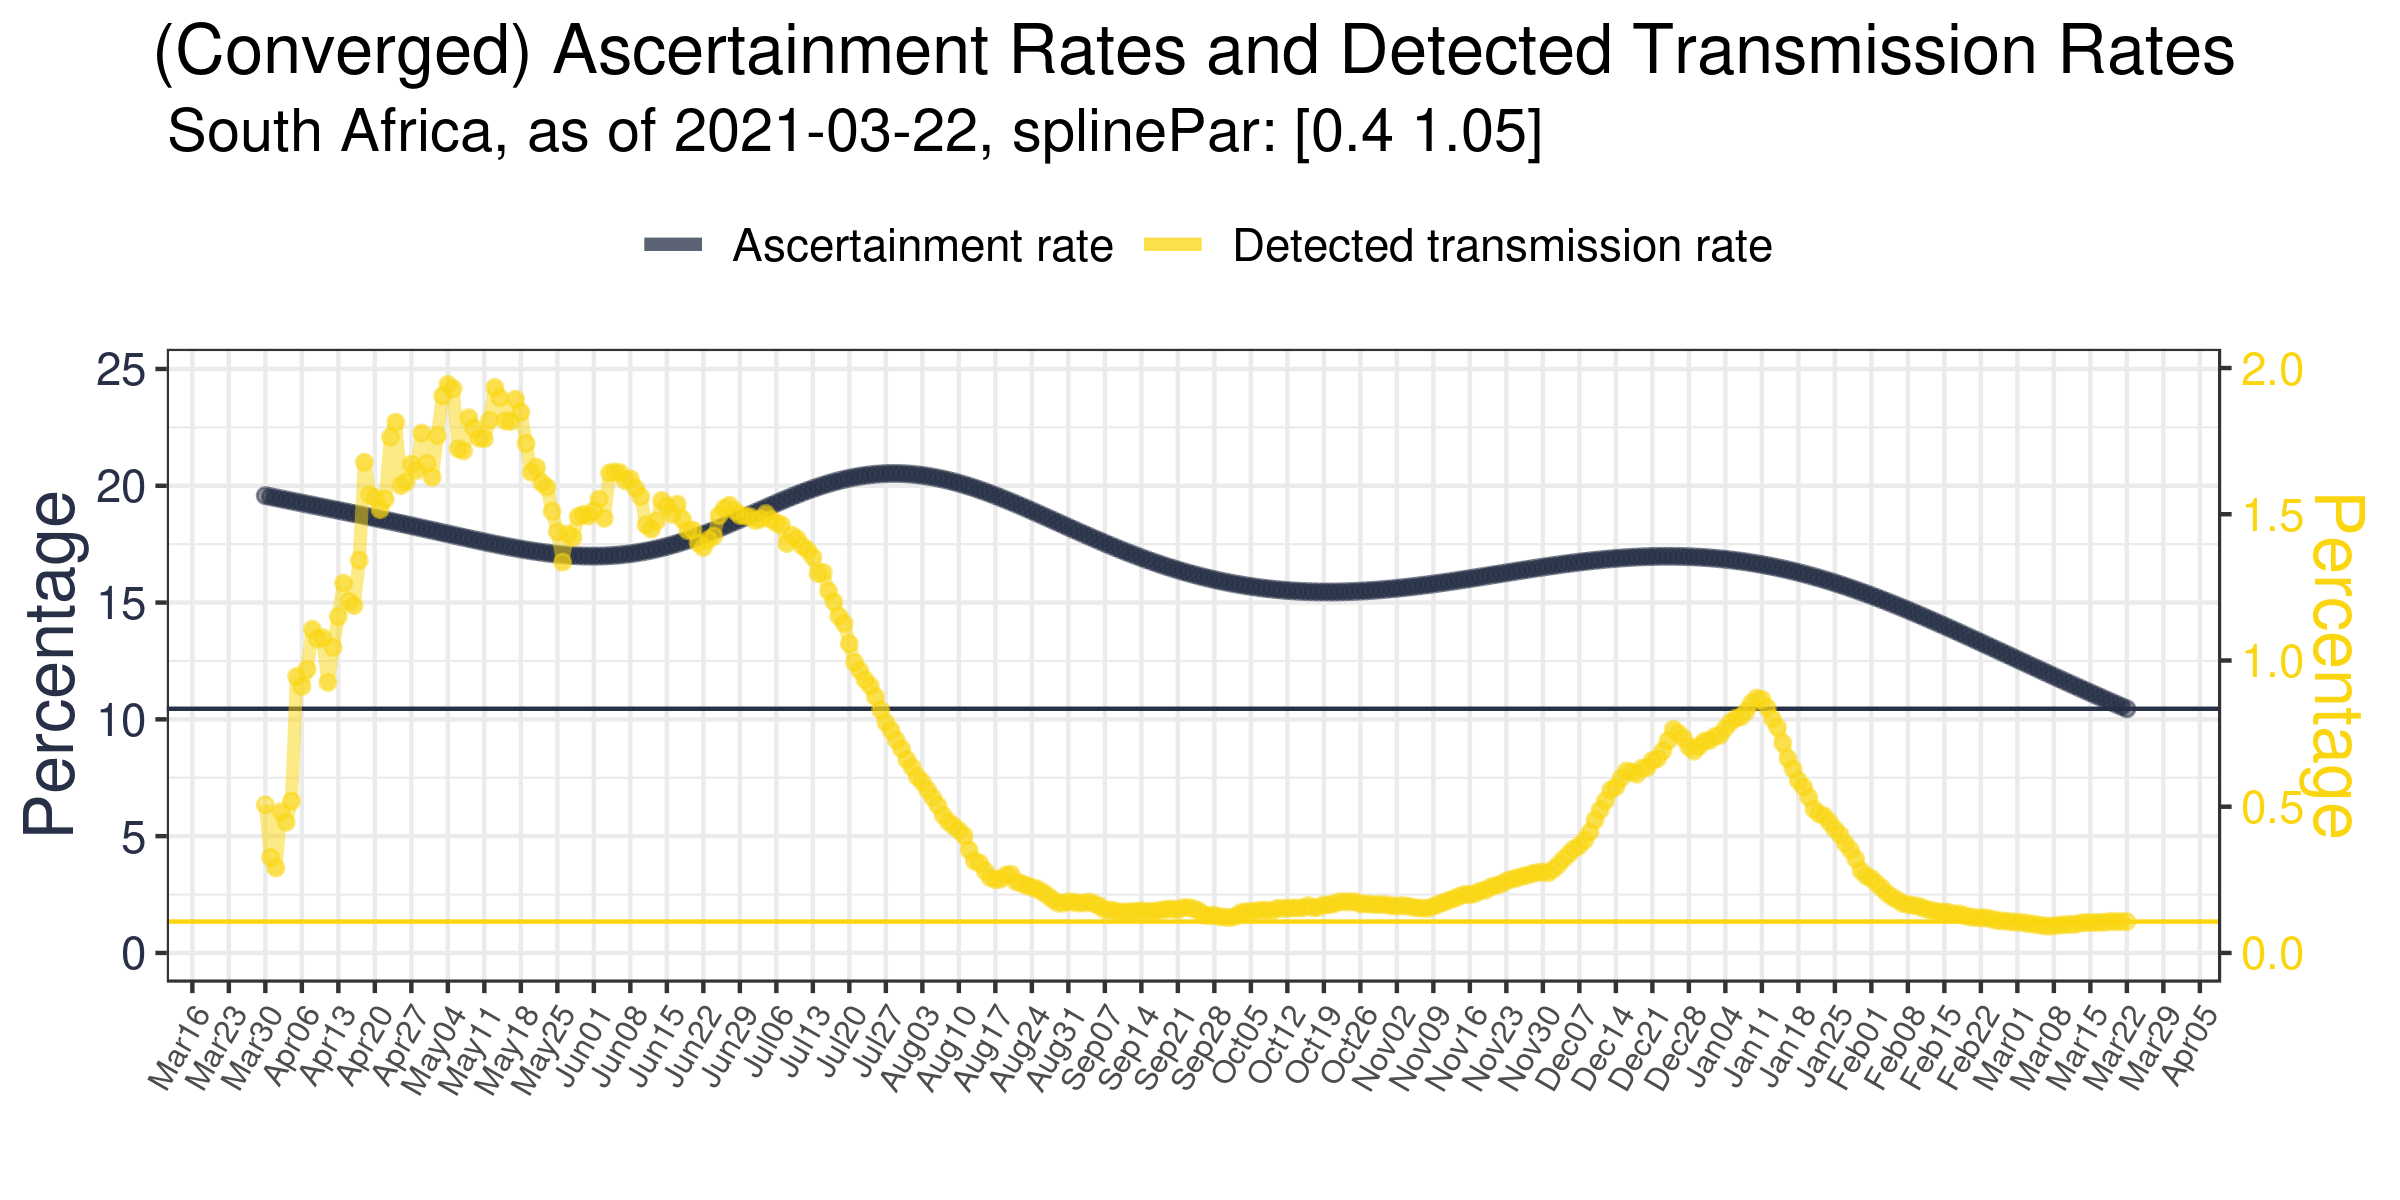 (Converged) Ascertainment Rates and Detected Transmission Rates
South Africa, as of 2021-03-22, splinePar: [0.4 1.05]
Ascertainment rate
Detected transmission rate
Percentage
25
20
15
10
5
0
2.0
1.5
1.0
0.5
0.0
Percentage
Mar16
Mar23
Mar30
Apr06
Apr13
Apr20
Apr27
May04
May11
May18
May25
Jun01
Jun08
Jun15
Jun22
Jun29
Jul06
Jul13
Jul20
Jul27
Aug03
Aug10
Aug17
Aug24
Aug31
Sep07
Sep14
Sep21
Sep28
Oct05
Oct12
Oct19
Oct26
Nov02
Nov09
Nov16
Nov23
Nov30
Dec07
Dec14
Dec21
Dec28
Jan04
Jan11
Jan18
Jan25
Feb01
Feb08
Feb15
Feb22
Mar01
Mar08
Mar15
Mar22
Mar29
Apr05